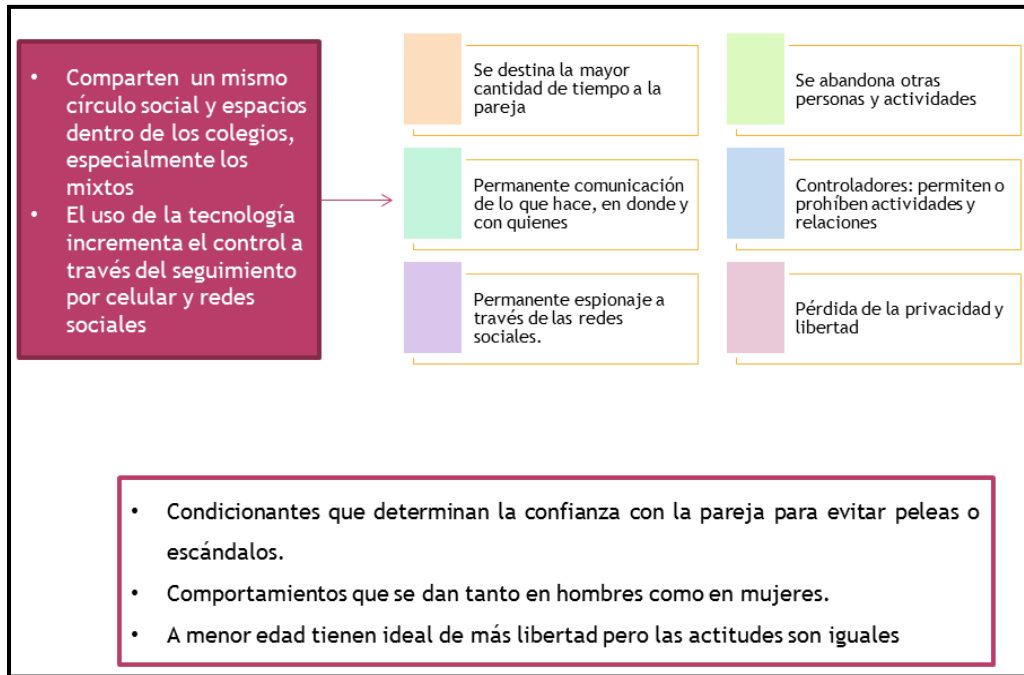 • Comparten un mismo
círculo social y espacios
dentro de los colegios,
especialmente los
mixtos
• El uso de la tecnología
incrementa el control a
través del seguimiento
por celular y redes
sociales
Se destina la mayor
cantidad de tiempo a la
pareja
Se abandona otras
personas y actividades
Permanente comunicación
de lo que hace, en donde y
con quienes
Controladores: permiten o
prohíben actividades y
relaciones
Permanente espionaje a
través de las redes
sociales.
Pérdida de la privacidad y
libertad
• Condicionantes que determinan la confianza con la pareja para evitar peleas o
escándalos.
• Comportamientos que se dan tanto en hombres como en mujeres.
• A menor edad tienen ideal de más libertad pero las actitudes son iguales